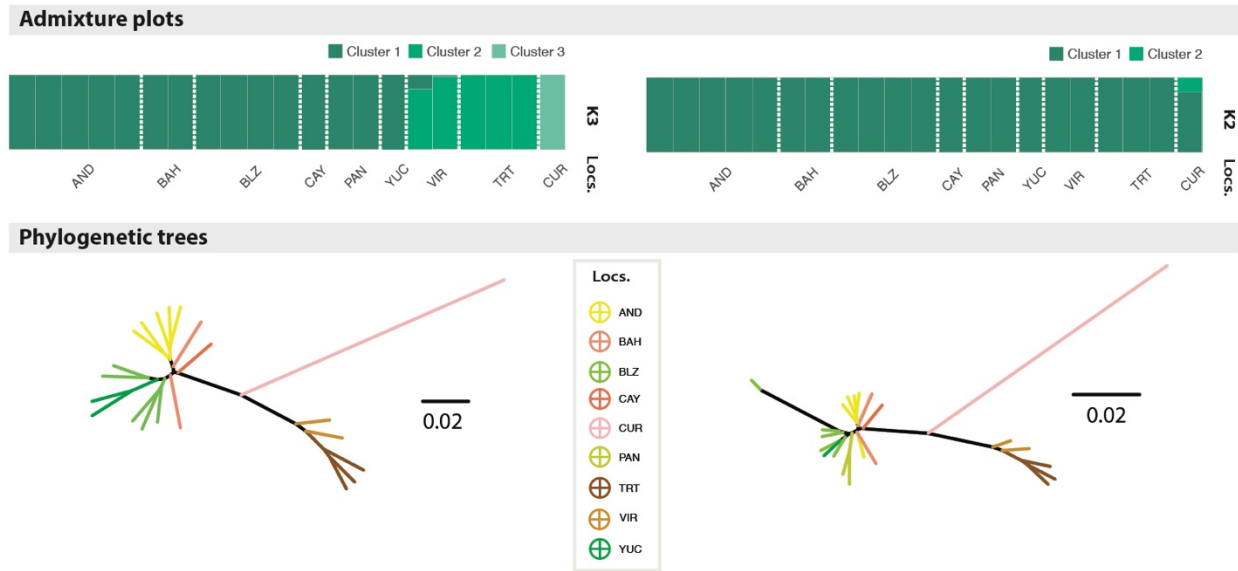 Admixture plots
Cluster 1 Cluster 2 Cluster 3
K3
Locs.
AND BAH BLZ CAY PAN YUC VIR TRT CUR
Cluster 1 Cluster 2
K2
Locs.
AND BAH BLZ CAY PAN YUC VIR TRT CUR
Phylogenetic trees
0.02
Locs.
AND
BAH
BLZ
CAY
CUR
PAN
TRT
VIR
YUC
0.02